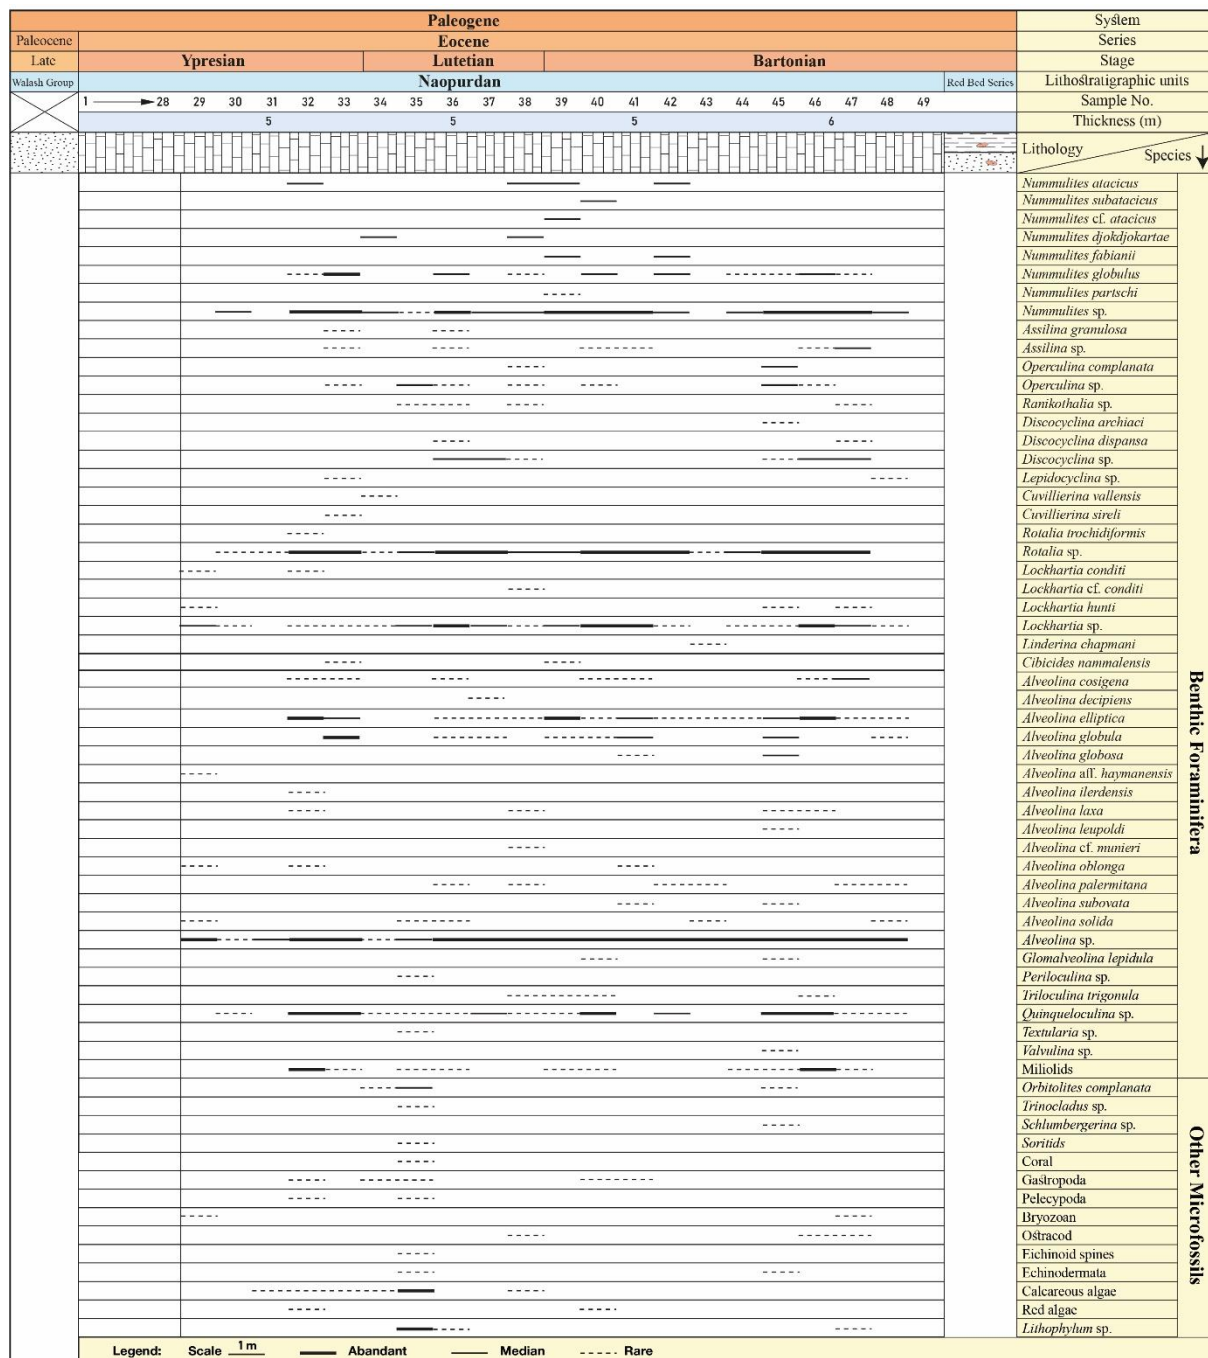 Paleogene System
Paleocene Eocene Series
Late Ypresian Lutetian Bartonian Stage
Walash Group Naopurdan Red Bed Series Lithostratigraphic units
1 28 29 30 31 32 33 34 35 36 37 38 39 40 41 42 43 44 45 46 47 48 49 Sample No.
5 5 5 6 Thickness (m)
Lithology Species
Nummulites atacicus
Nummulites subatacicus
Nummulites cf. atacicus
Nummulites djokdjokartae
Nummulites fabianii
Nummulites globulus
Nummulites partschi
Nummulites sp.
Assilina granulosa
Assilina sp.
Operculina complanata
Operculina sp.
Ranikothalia sp.
Discocyclina archiaci
Discocyclina dispansa
Discocyclina sp.
Lepidocyclina sp.
Cuvillierina vallensis
Cuvillierina sireli
Rotalia trochidiformis
Rotalia sp.
Lockhartia conditi
Lockhartia cf. conditi
Lockhartia hunti
Lockhartia sp.
Linderina chapmani
Cibicides nammalensis
Alveolina cosigena
Alveolina decipiens
Alveolina elliptica
Alveolina globula
Alveolina globosa
Alveolina aff. haymanensis
Alveolina ilerdensis
Alveolina laxa
Alveolina leupoldi
Alveolina cf. munieri
Alveolina oblonga
Alveolina palermitana
Alveolina subovata
Alveolina solida
Alveolina sp.
Glomalveolina lepidula
Periloculina sp.
Triloculina trigonula
Quinqueloculina sp.
Textularia sp.
Valvulina sp.
Miliolids
Benthic Foraminifera
Orbitolites complanata
Trinocladus sp.
Schlumbergerina sp.
Soritids
Coral
Gastropoda
Pelecypoda
Bryozoan
Ostracod
Eichinoid spines
Echinodermata
Calcareous algae
Red algae
Lithophylum sp.
Other Microfossils
Legend: Scale 1 m Abandant Median Rare